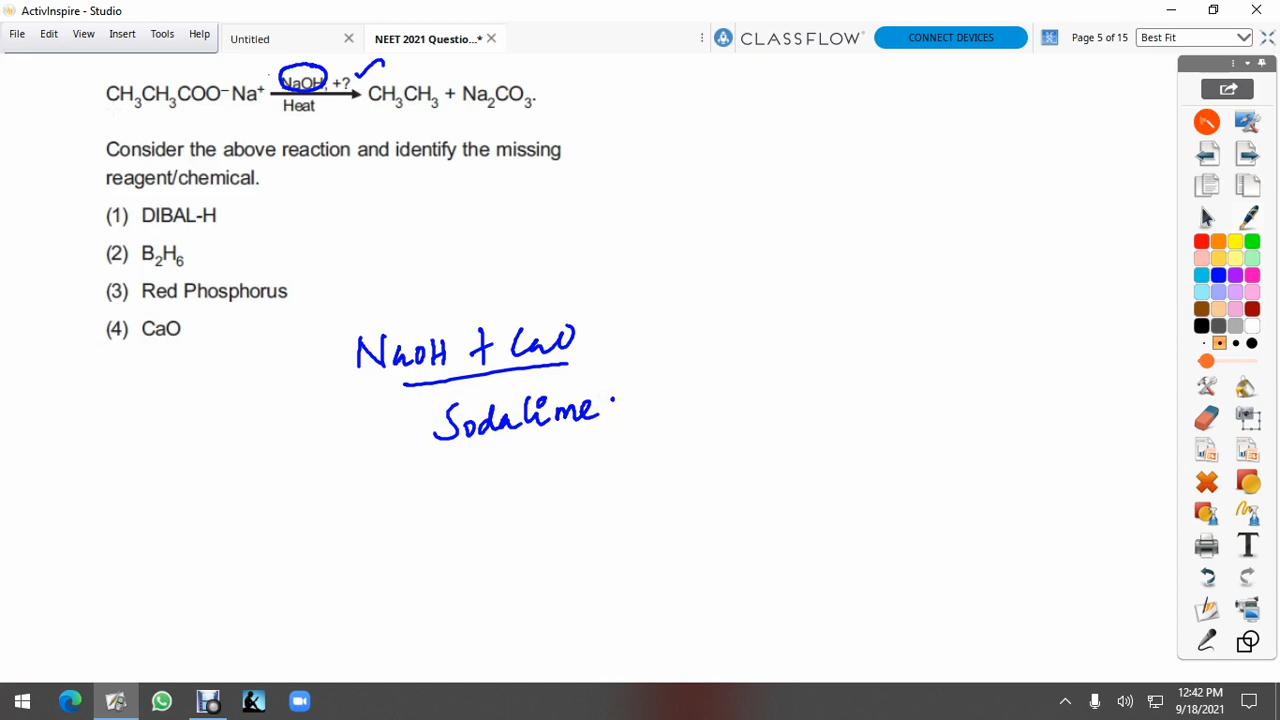 ActivInspire - Studio
File Edit View Insert Tools Help
Untitled
NEET 2021 Questio...*
CLASSFLOW
CONNECT DEVICES
Page 5 of 15
Best Fit
CH₃CH₃COO⁻Na⁺ NaOH, +? Heat CH₃CH₃ + Na₂CO₃.
Consider the above reaction and identify the missing
reagent/chemical.
(1) DIBAL-H
(2) B₂H₆
(3) Red Phosphorus
(4) CaO
NaOH + CaO
Sodalime.
12:42 PM
9/18/2021